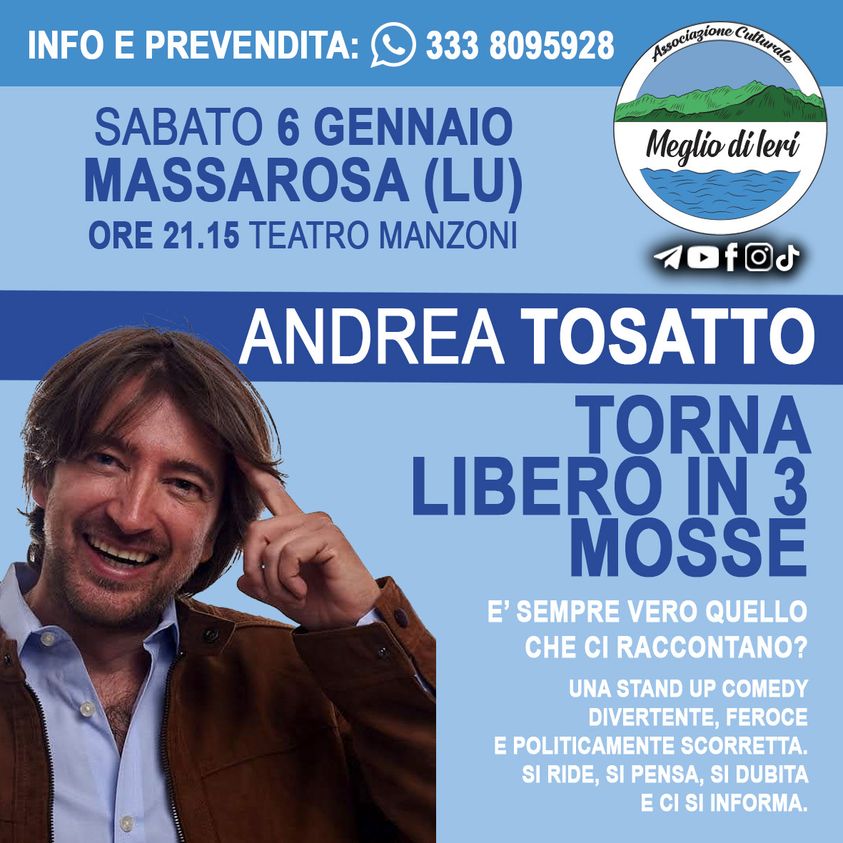 INFO E PREVENDITA: 333 8095928
Associazione Culturale
Meglio di Ieri
SABATO 6 GENNAIO
MASSAROSA (LU)
ORE 21.15 TEATRO MANZONI
ANDREA TOSATTO
TORNA
LIBERO IN 3
MOSSE
E' SEMPRE VERO QUELLO
CHE CI RACCONTANO?
UNA STAND UP COMEDY
DIVERTENTE, FEROCE
E POLITICAMENTE SCORRETTA.
SI RIDE, SI PENSA, SI DUBITA
E CI SI INFORMA.